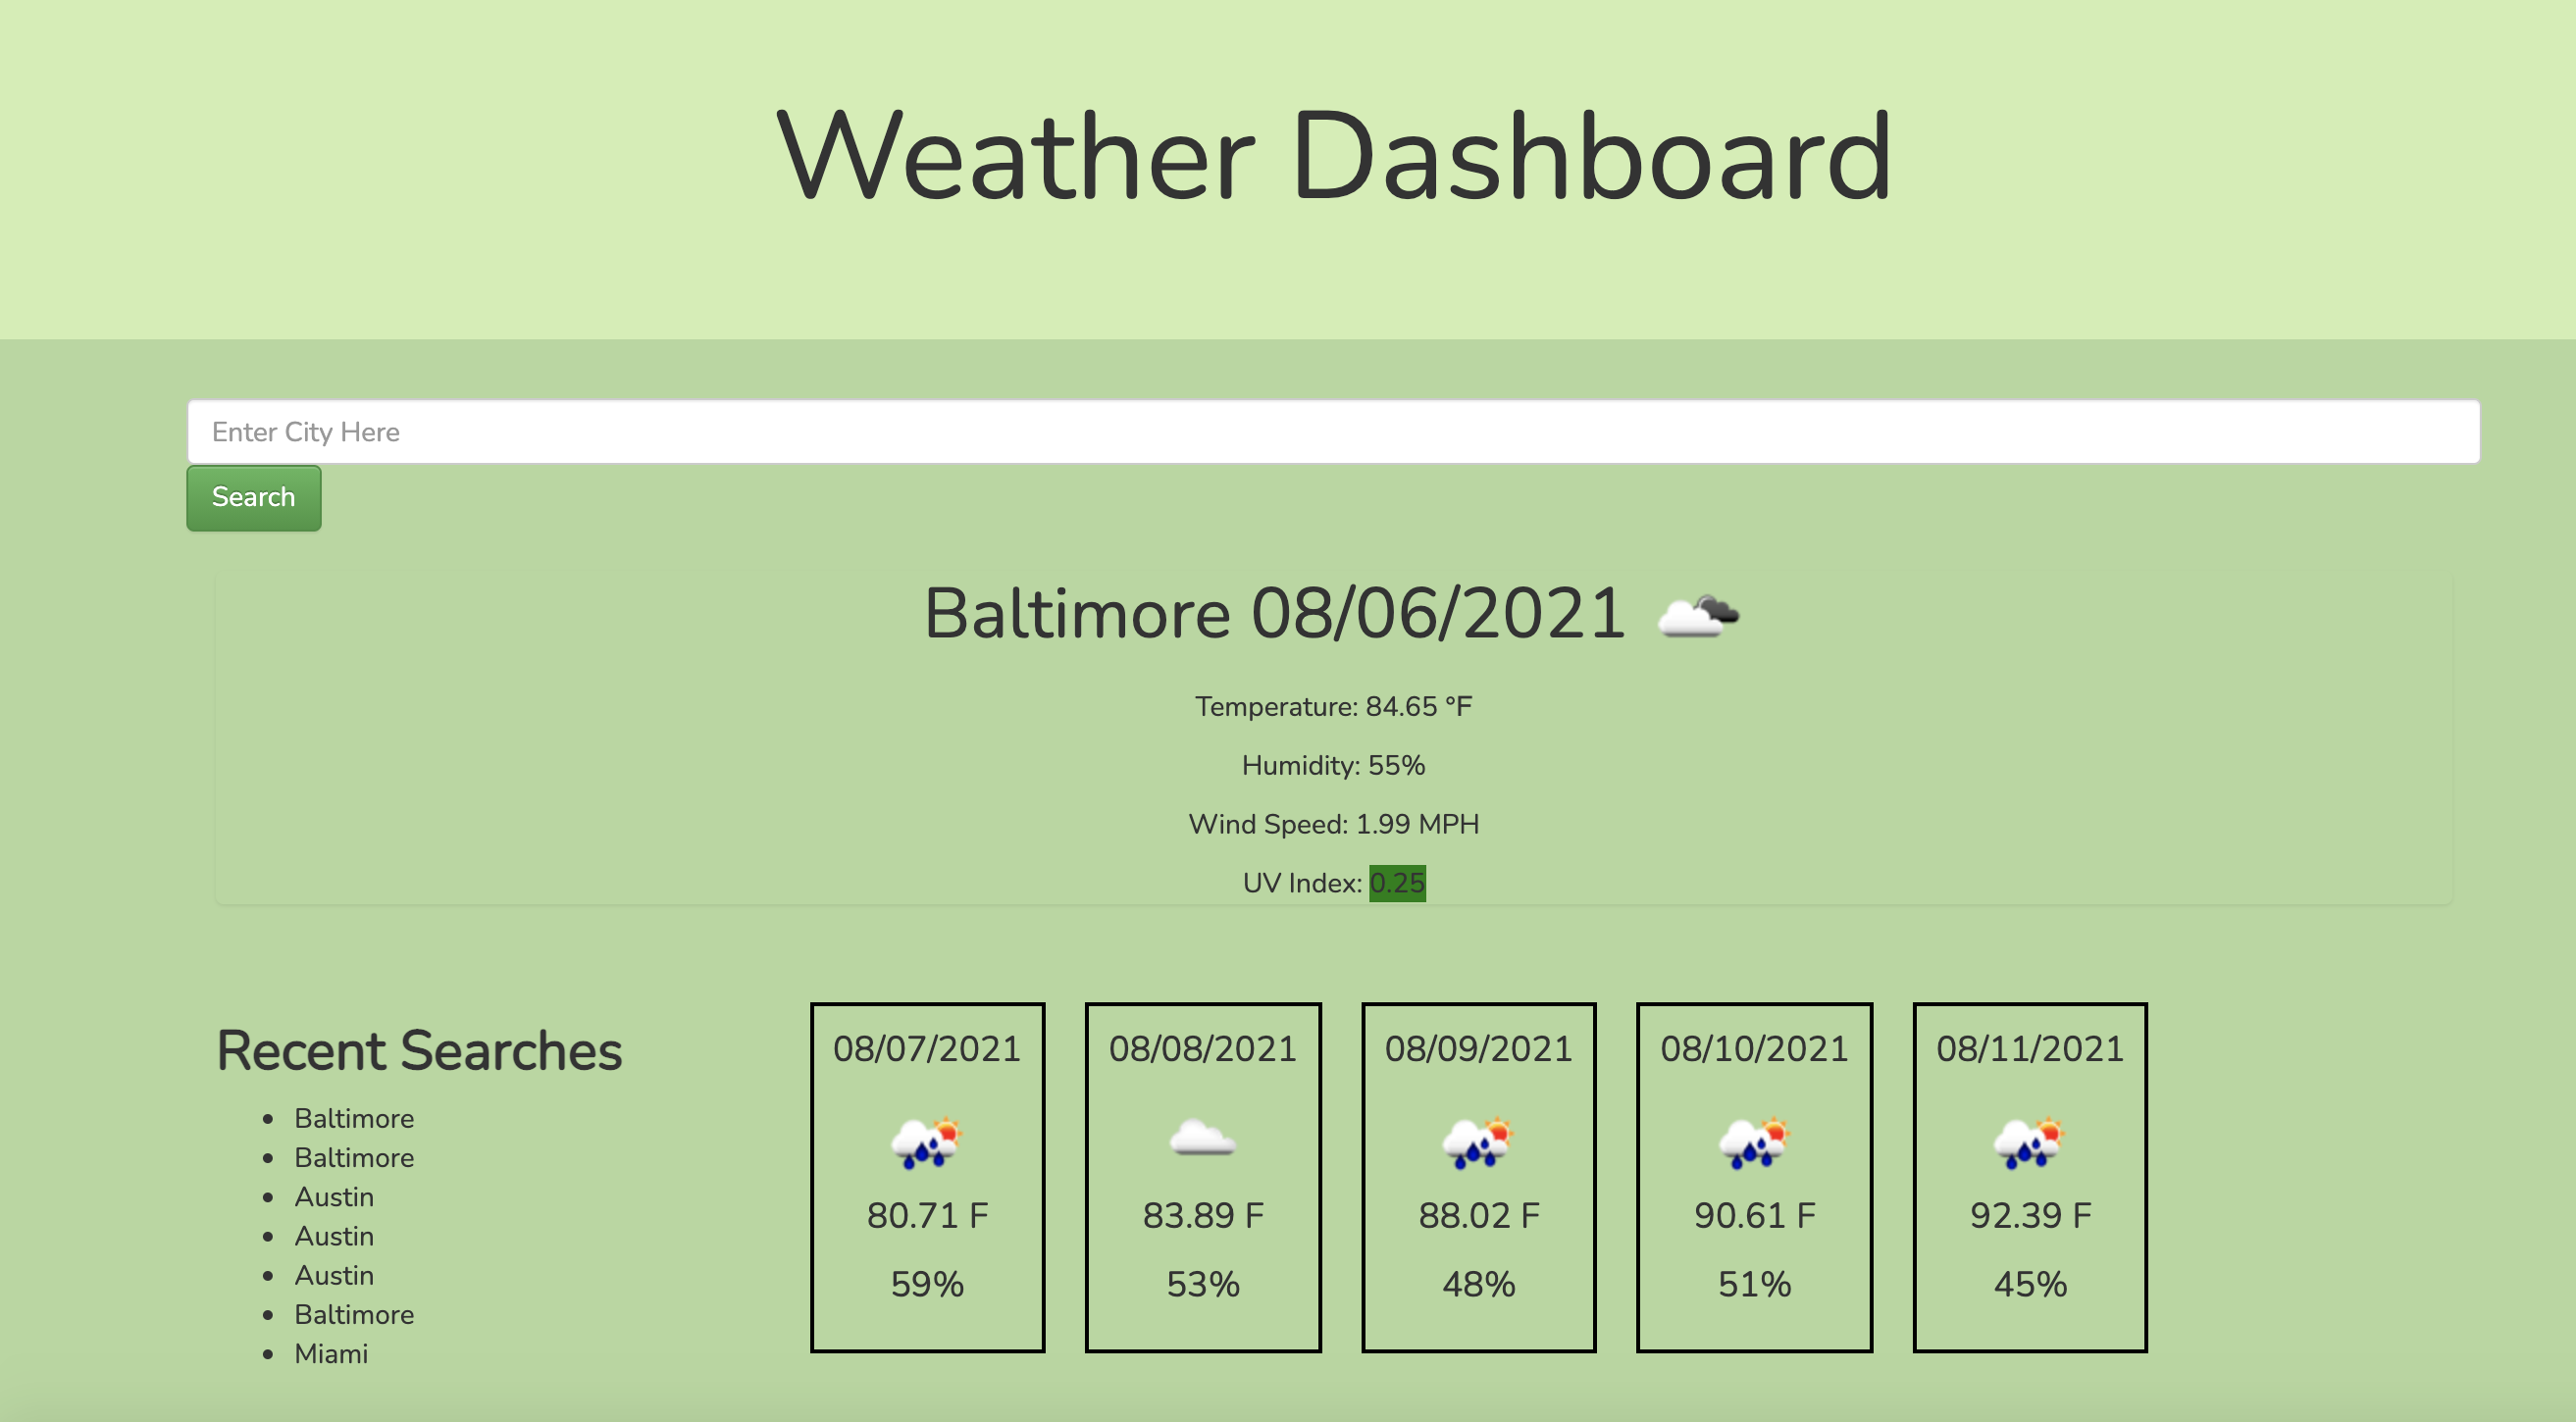 Weather Dashboard
Enter City Here
Search
Baltimore 08/06/2021
Temperature: 84.65 °F
Humidity: 55%
Wind Speed: 1.99 MPH
UV Index: 0.25
Recent Searches
• Baltimore
• Baltimore
• Austin
• Austin
• Austin
• Baltimore
• Miami
08/07/2021
80.71 F
59%
08/08/2021
83.89 F
53%
08/09/2021
88.02 F
48%
08/10/2021
90.61 F
51%
08/11/2021
92.39 F
45%